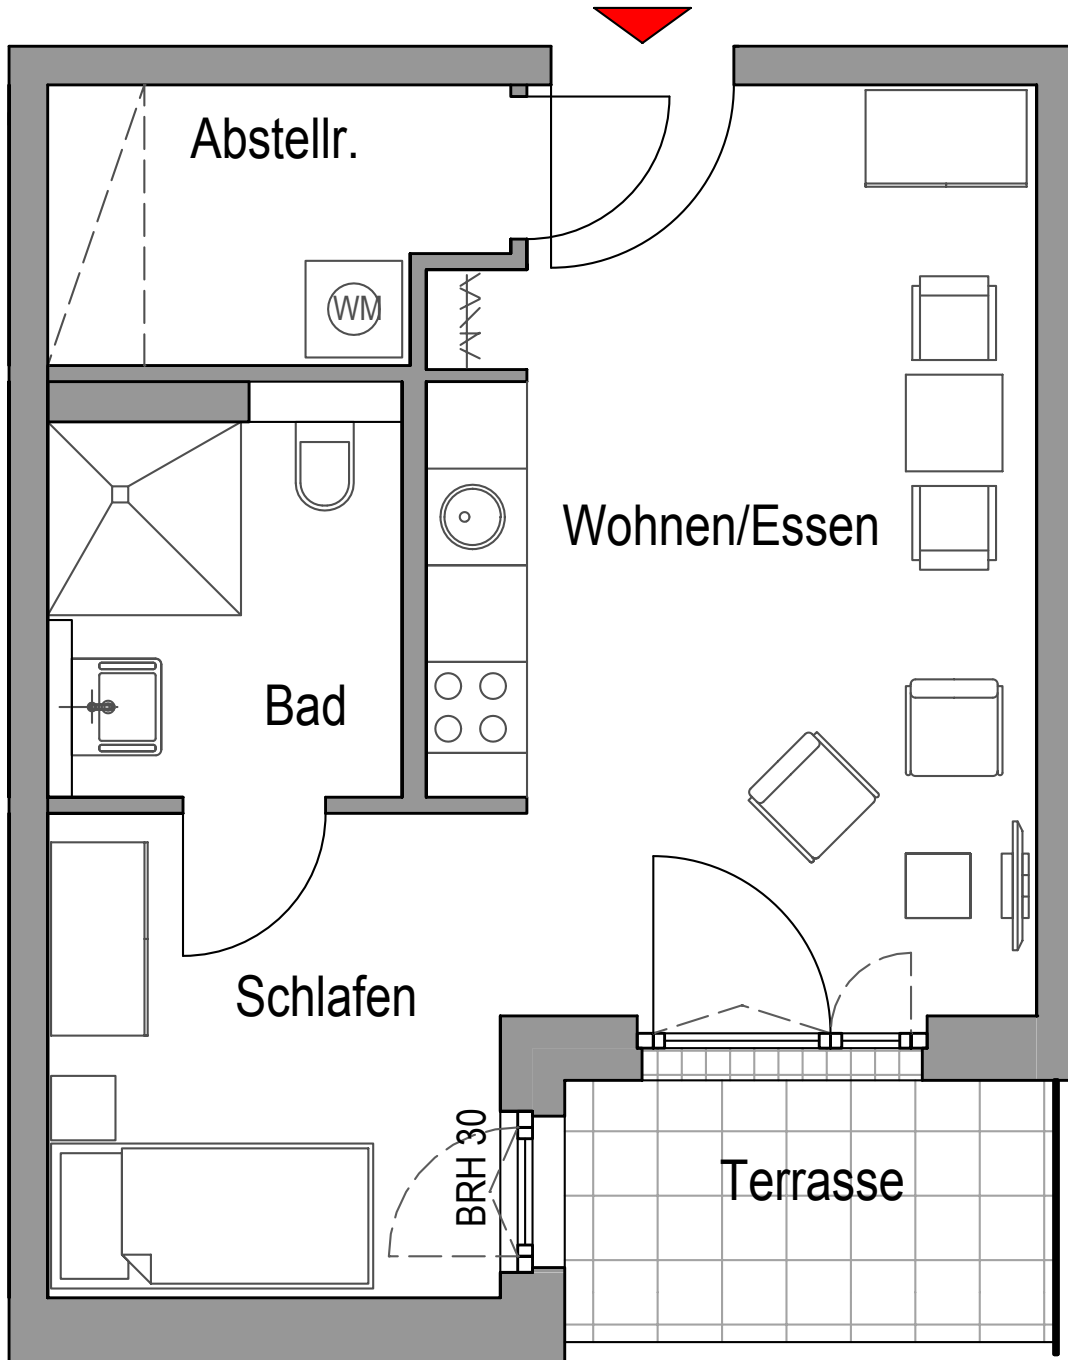 Abstellr.
WM
Wohnen/Essen
Bad
Schlafen
BRH 30
Terrasse